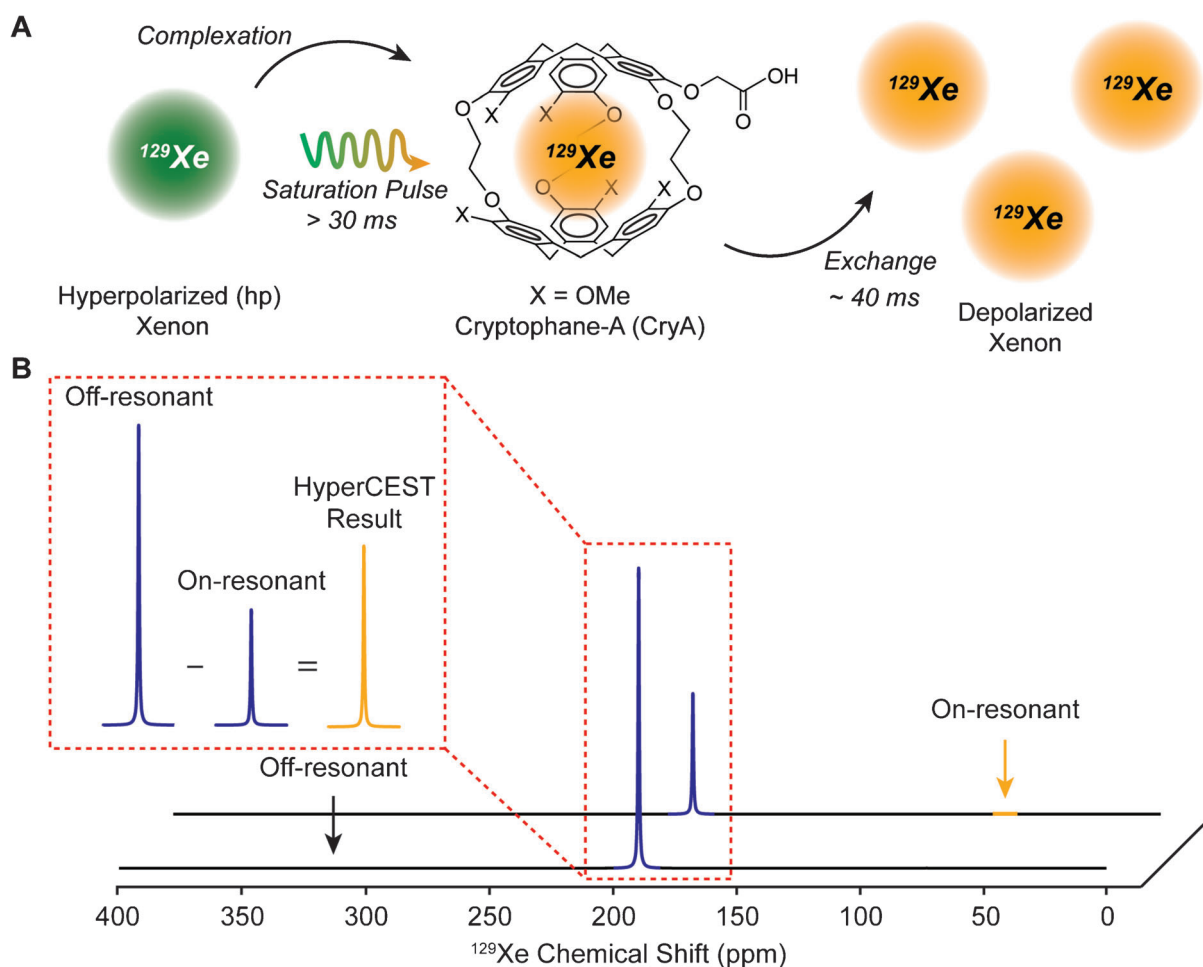 A
Complexation
¹²⁹Xe
Saturation Pulse
> 30 ms
Hyperpolarized (hp)
Xenon
O
OH
O
X
O
O
O
¹²⁹Xe
O
X
X
O
O
X
X = OMe
Cryptophane-A (CryA)
¹²⁹Xe
¹²⁹Xe
¹²⁹Xe
Exchange
~ 40 ms
Depolarized
Xenon
B
Off-resonant
HyperCEST
Result
On-resonant
– =
Off-resonant
On-resonant
400 350 300 250 200 150 100 50 0
¹²⁹Xe Chemical Shift (ppm)